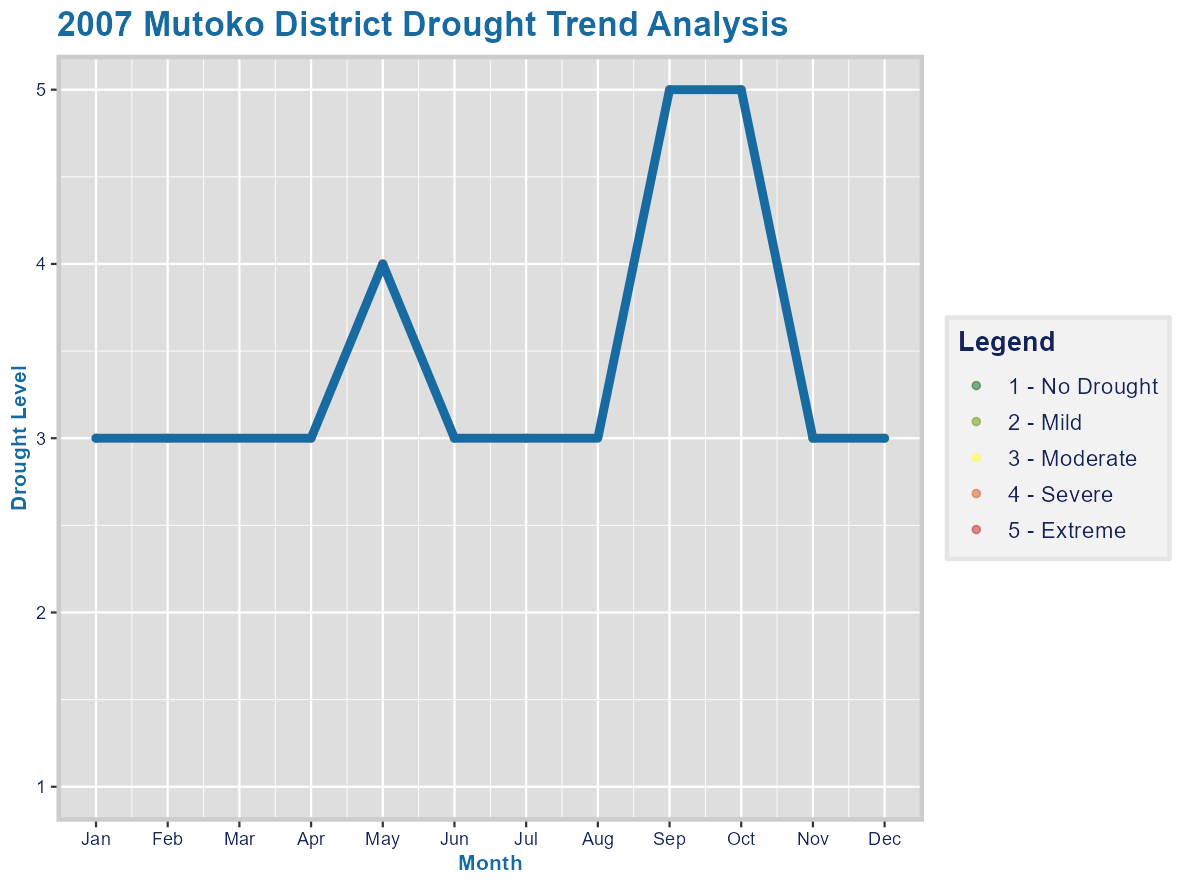 2007 Mutoko District Drought Trend Analysis
Drought Level
5
4
3
2
1
Jan Feb Mar Apr May Jun Jul Aug Sep Oct Nov Dec
Month
Legend
1 - No Drought
2 - Mild
3 - Moderate
4 - Severe
5 - Extreme